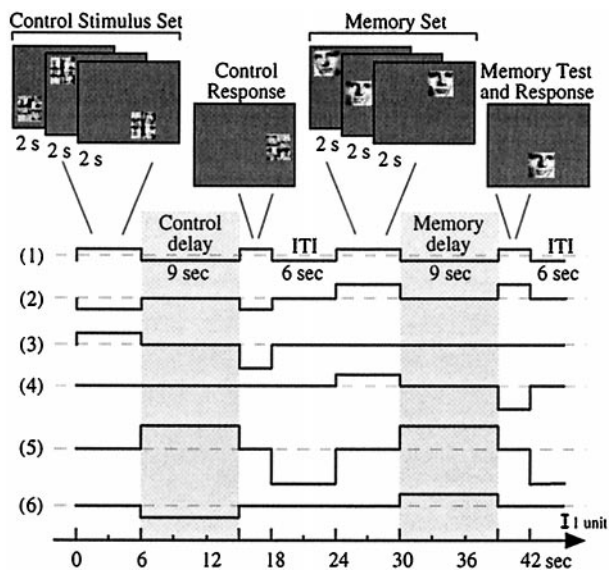 Control Stimulus Set
Memory Set
Control
Response
Memory Test
and Response
2 s
2 s
2 s
2 s
2 s
2 s
Control
delay
ITI
Memory
delay
ITI
(1)
9 sec
6 sec
9 sec
6 sec
(2)
(3)
(4)
(5)
(6)
1 unit
0 6 12 18 24 30 36 42 sec